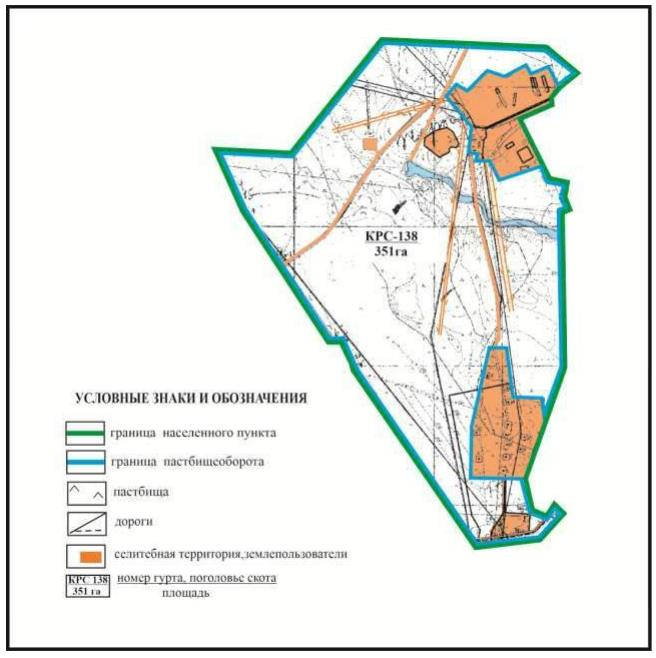 КРС-138
351га
УСЛОВНЫЕ ЗНАКИ И ОБОЗНАЧЕНИЯ
граница населенного пункта
граница пастбищеоборота
пастбища
дороги
селитебная территория,землепользователи
КРС 138
351 га
номер гурта, поголовье скота
площадь